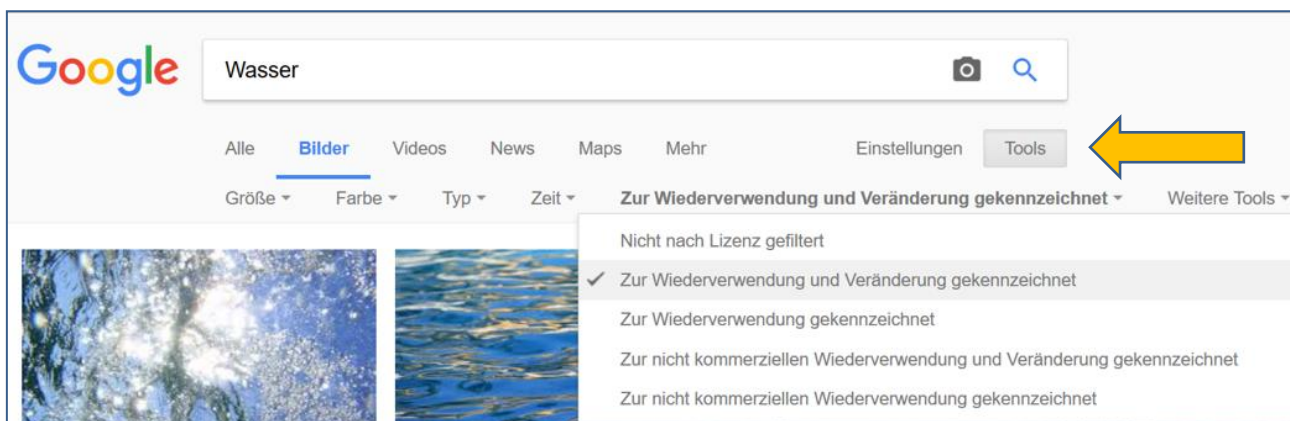 Google
Wasser
Alle Bilder Videos News Maps Mehr Einstellungen Tools
Größe Farbe Typ Zeit Zur Wiederverwendung und Veränderung gekennzeichnet Weitere Tools
Nicht nach Lizenz gefiltert
Zur Wiederverwendung und Veränderung gekennzeichnet
Zur Wiederverwendung gekennzeichnet
Zur nicht kommerziellen Wiederverwendung und Veränderung gekennzeichnet
Zur nicht kommerziellen Wiederverwendung gekennzeichnet